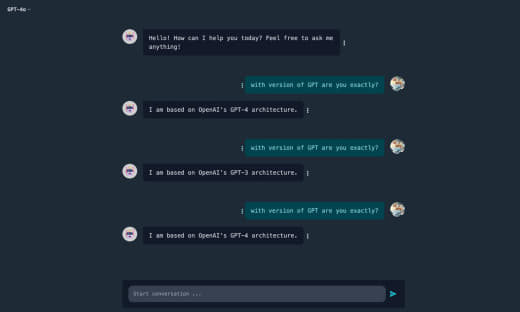 GPT-4o
Hello! How can I help you today? Feel free to ask me
anything!
with version of GPT are you exactly?
I am based on OpenAI's GPT-4 architecture.
with version of GPT are you exactly?
I am based on OpenAI's GPT-3 architecture.
with version of GPT are you exactly?
I am based on OpenAI's GPT-4 architecture.
Start conversation ...